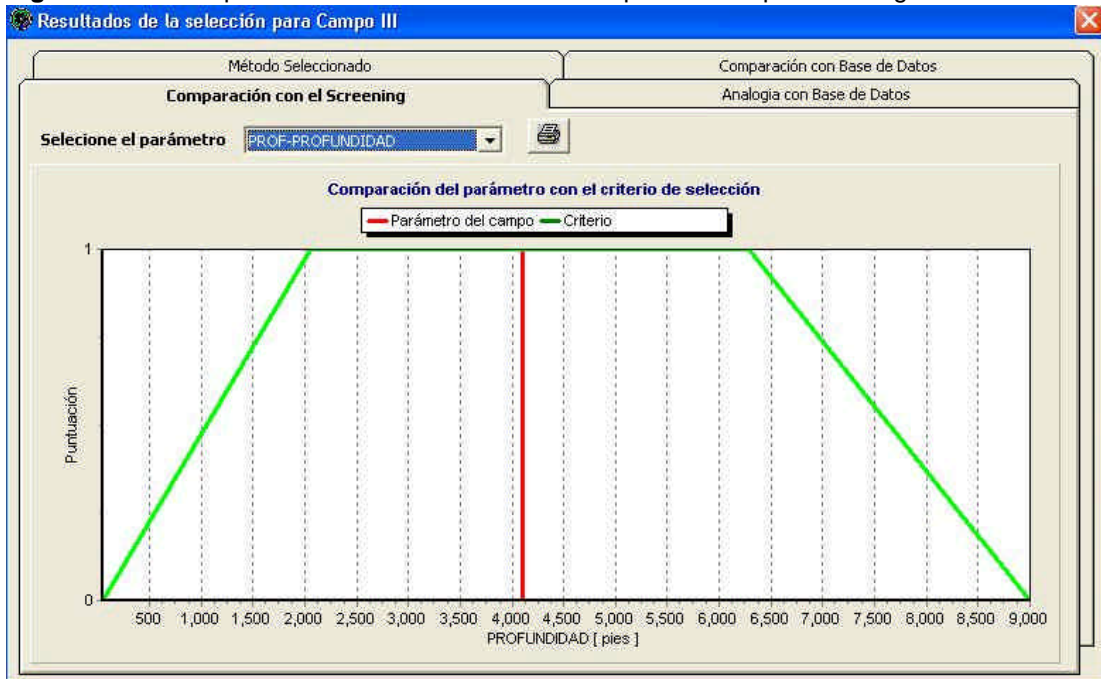 Resultados de la selección para Campo III
Método Seleccionado
Comparación con Base de Datos
Comparación con el Screening
Analogia con Base de Datos
Selecione el parámetro
PROF-PROFUNDIDAD
Comparación del parámetro con el criterio de selección
Parámetro del campo
Criterio
1
0
Puntuación
500 1,000 1,500 2,000 2,500 3,000 3,500 4,000 4,500 5,000 5,500 6,000 6,500 7,000 7,500 8,000 8,500 9,000
PROFUNDIDAD [ pies ]